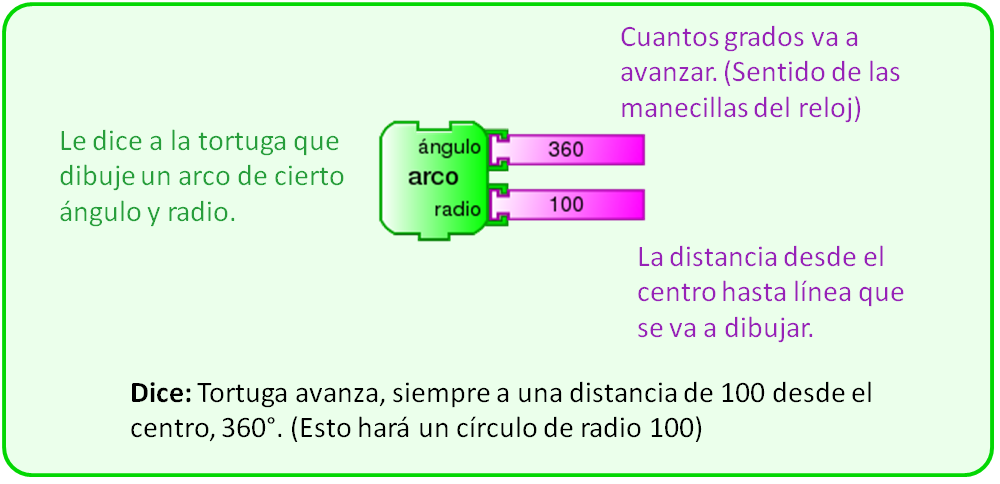 Cuantos grados va a
avanzar. (Sentido de las
manecillas del reloj)
Le dice a la tortuga que
dibuje un arco de cierto
ángulo y radio.
ángulo 360
arco
radio 100
La distancia desde el
centro hasta línea que
se va a dibujar.
Dice: Tortuga avanza, siempre a una distancia de 100 desde el
centro, 360°. (Esto hará un círculo de radio 100)